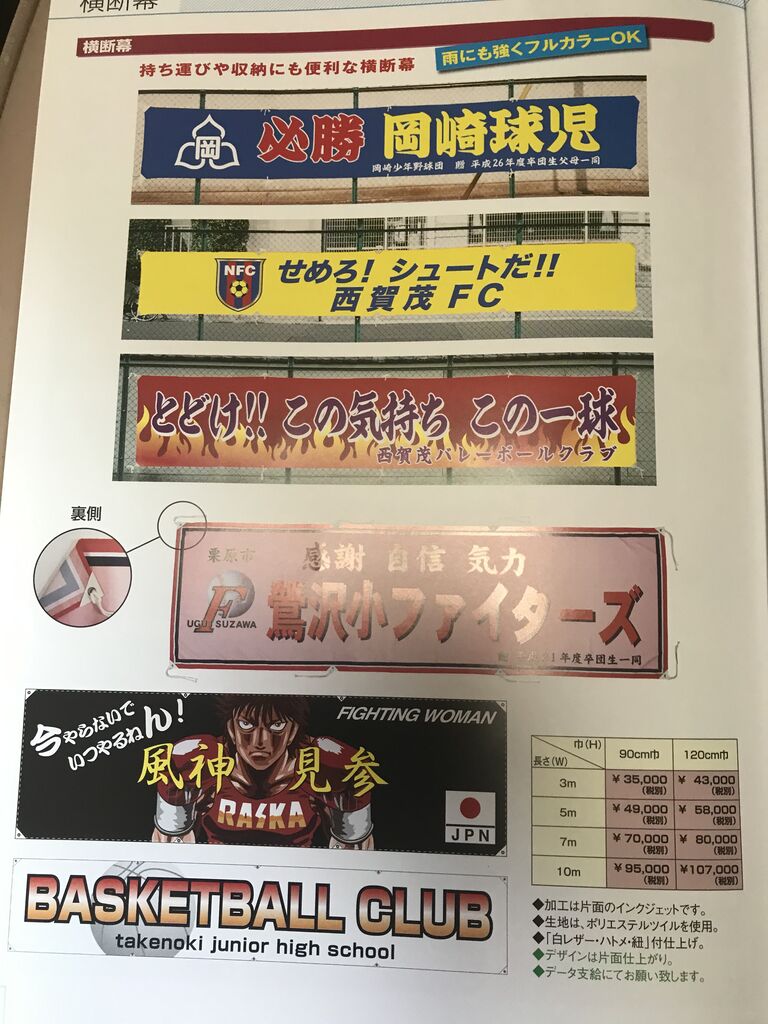 横断幕
横断幕
持ち運びや収納にも便利な横断幕
雨にも強くフルカラーOK
岡
必勝 岡崎球児
岡崎少年野球団 贈 平成26年度卒団生父母一同
NFC
せめろ! シュートだ!!
西賀茂FC
とどけ!! この気持ち この一球
西賀茂バレーボールクラブ
裏側
栗原市
感謝 自信 気力
F
UGUISUZAWA
鶯沢小ファイターズ
年度卒団生一同
今やらないで
いつやるねん!
FIGHTING WOMAN
風神 見参
RAISKA
JPN
BASKETBALL CLUB
takenoki junior high school
巾(H)
長さ(W)
90cm巾 120cm巾
3m ¥35,000(税別) ¥43,000(税別)
5m ¥49,000(税別) ¥58,000(税別)
7m ¥70,000(税別) ¥80,000(税別)
10m ¥95,000(税別) ¥107,000(税別)
◆加工は片面のインクジェットです。
◆生地は、ポリエステルツイルを使用。
◆「白レザー・ハトメ・紐」付仕上げ。
◆デザインは片面仕上がり。
◆データ支給にてお願い致します。